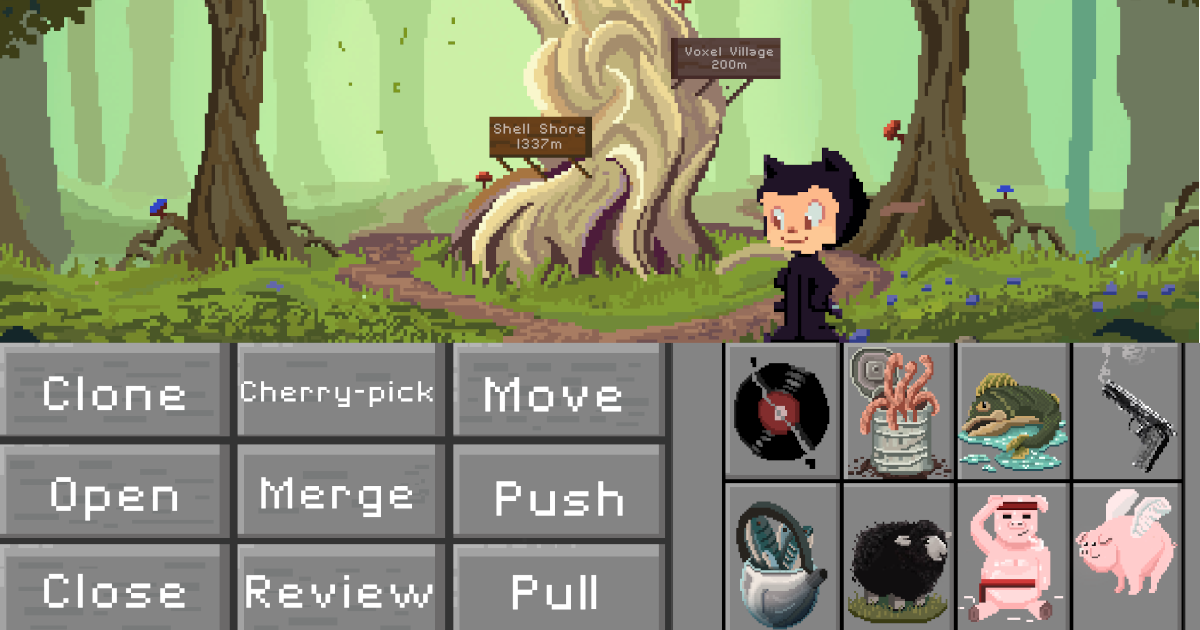 Voxel Village
200m
Shell Shore
1337m
Clone
Cherry-pick
Move
Open
Merge
Push
Close
Review
Pull